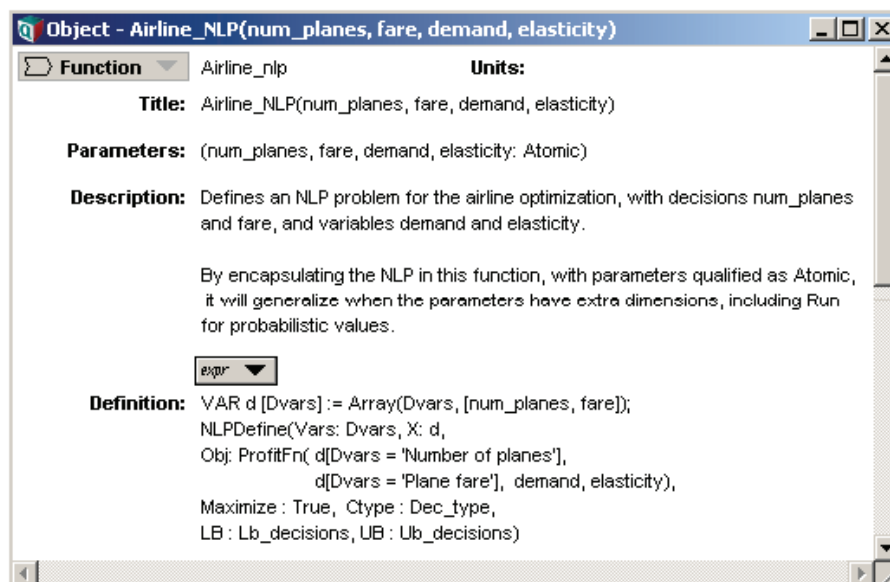 Object - Airline_NLP(num_planes, fare, demand, elasticity)
Function Airline_nlp Units:
Title: Airline_NLP(num_planes, fare, demand, elasticity)
Parameters: (num_planes, fare, demand, elasticity: Atomic)
Description: Defines an NLP problem for the airline optimization, with decisions num_planes
and fare, and variables demand and elasticity.
By encapsulating the NLP in this function, with parameters qualified as Atomic,
it will generalize when the parameters have extra dimensions, including Run
for probabilistic values.
expr
Definition: VAR d [Dvars] := Array(Dvars, [num_planes, fare]);
NLPDefine(Vars: Dvars, X: d,
Obj: ProfitFn( d[Dvars = 'Number of planes'],
d[Dvars = 'Plane fare'], demand, elasticity),
Maximize : True, Ctype : Dec_type,
LB : Lb_decisions, UB : Ub_decisions)